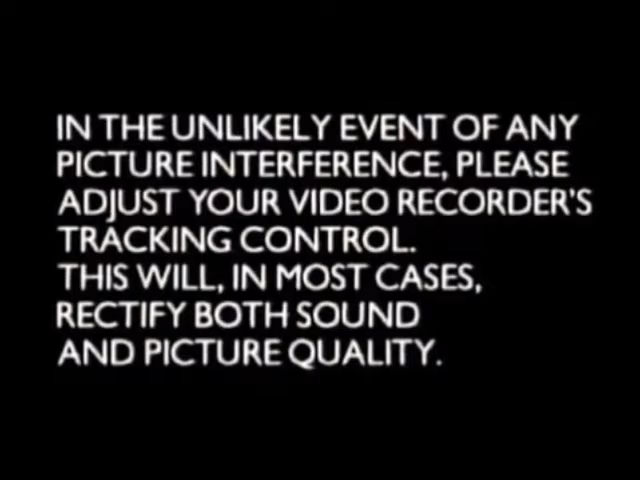 IN THE UNLIKELY EVENT OF ANY
PICTURE INTERFERENCE, PLEASE
ADJUST YOUR VIDEO RECORDER'S
TRACKING CONTROL.
THIS WILL, IN MOST CASES,
RECTIFY BOTH SOUND
AND PICTURE QUALITY.